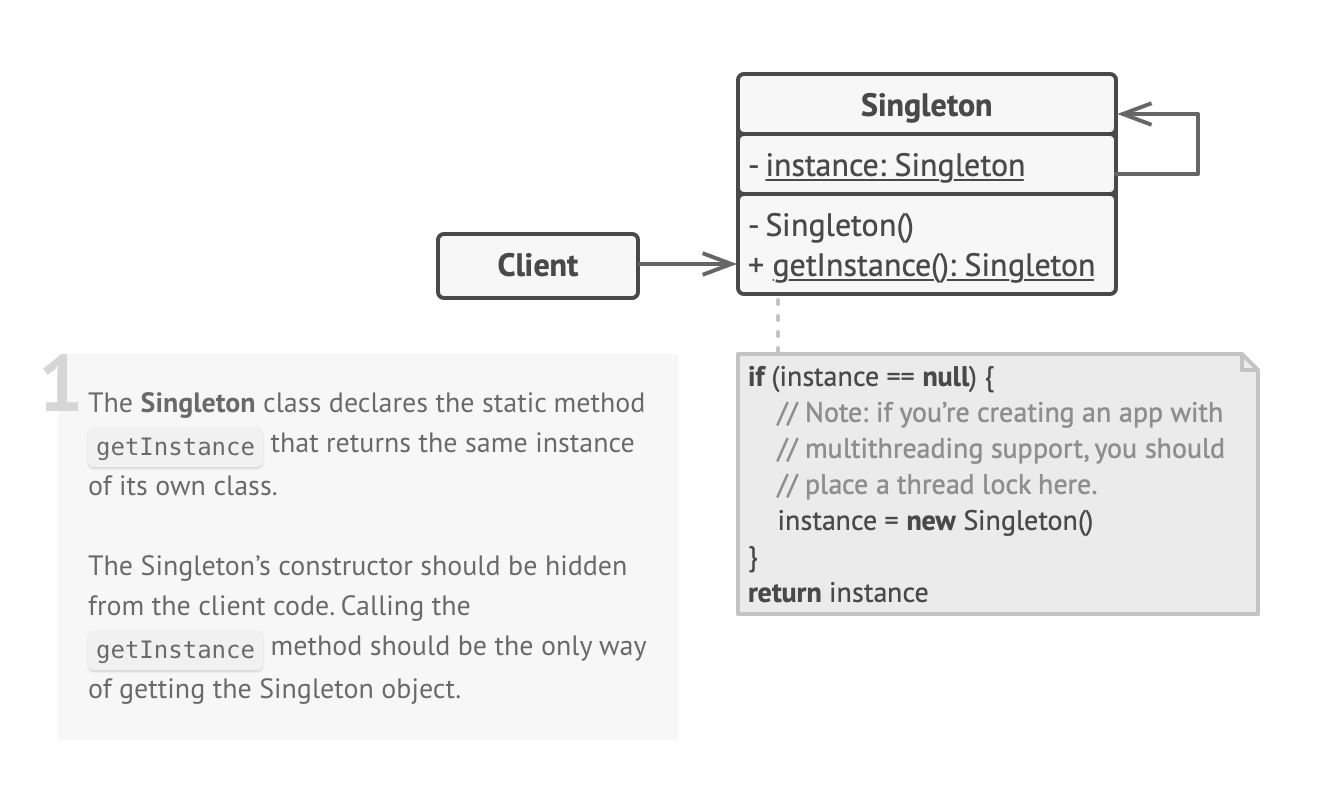 Singleton
- instance: Singleton
- Singleton()
+ getInstance(): Singleton
Client
1
The Singleton class declares the static method
getInstance that returns the same instance
of its own class.
The Singleton’s constructor should be hidden
from the client code. Calling the
getInstance method should be the only way
of getting the Singleton object.
if (instance == null) {
// Note: if you’re creating an app with
// multithreading support, you should
// place a thread lock here.
instance = new Singleton()
}
return instance